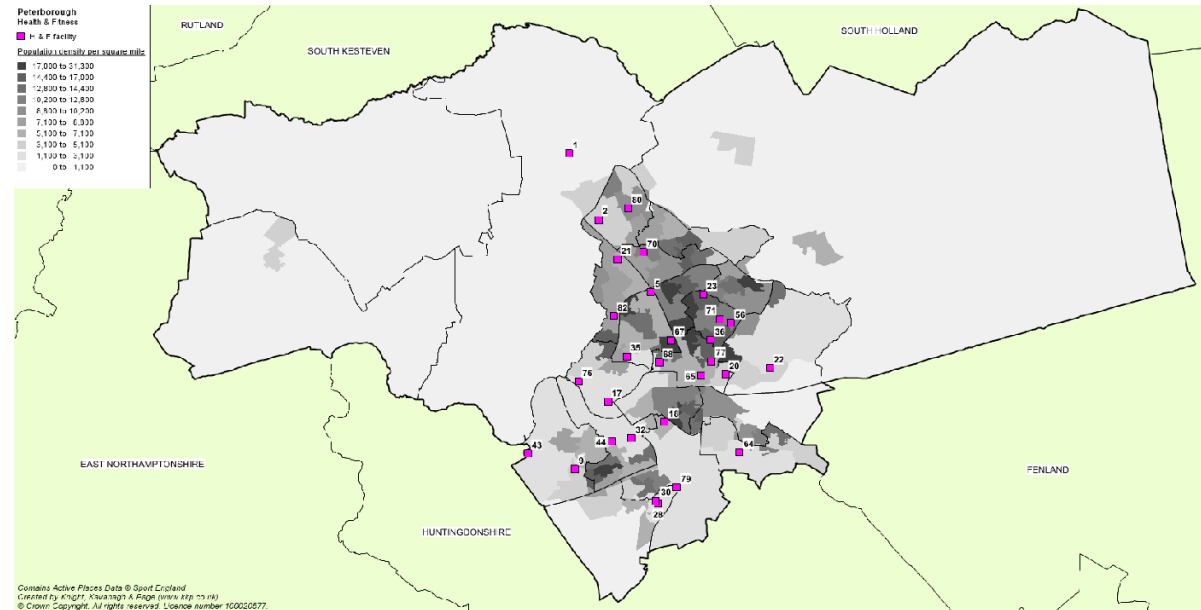 Peterborough
Health & Fitness
H & F facility
Population density per square mile
17,000 to 31,300
14,400 to 17,000
12,800 to 14,400
10,200 to 12,800
8,800 to 10,200
7,100 to 8,800
5,100 to 7,100
3,100 to 5,100
1,100 to 3,100
0 to 1,100
RUTLAND
SOUTH KESTEVEN
SOUTH HOLLAND
1
80
2
70
21
5
23
82
71
56
67
36
35
68
77
22
76
65
20
17
18
32
44
43
64
9
79
30
28
EAST NORTHAMPTONSHIRE
FENLAND
HUNTINGDONSHIRE
Contains Active Places Data © Sport England
Created by Knight, Kavanagh & Page (www.kkp.co.uk)
© Crown Copyright. All rights reserved. Licence number 100020577.